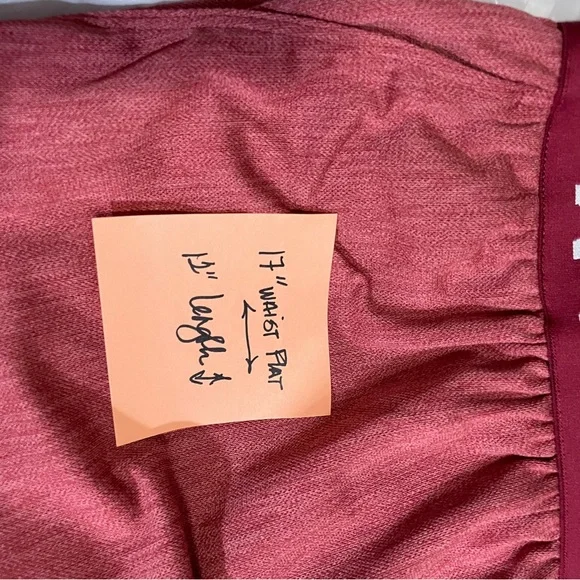 17" WAIST FLAT
↔
12" length ↕